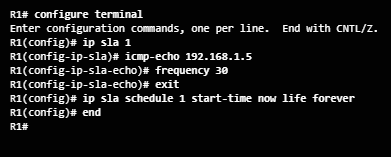 R1# configure terminal
Enter configuration commands, one per line.  End with CNTL/Z.
R1(config)# ip sla 1
R1(config-ip-sla)# icmp-echo 192.168.1.5
R1(config-ip-sla-echo)# frequency 30
R1(config-ip-sla-echo)# exit
R1(config)# ip sla schedule 1 start-time now life forever
R1(config)# end
R1#